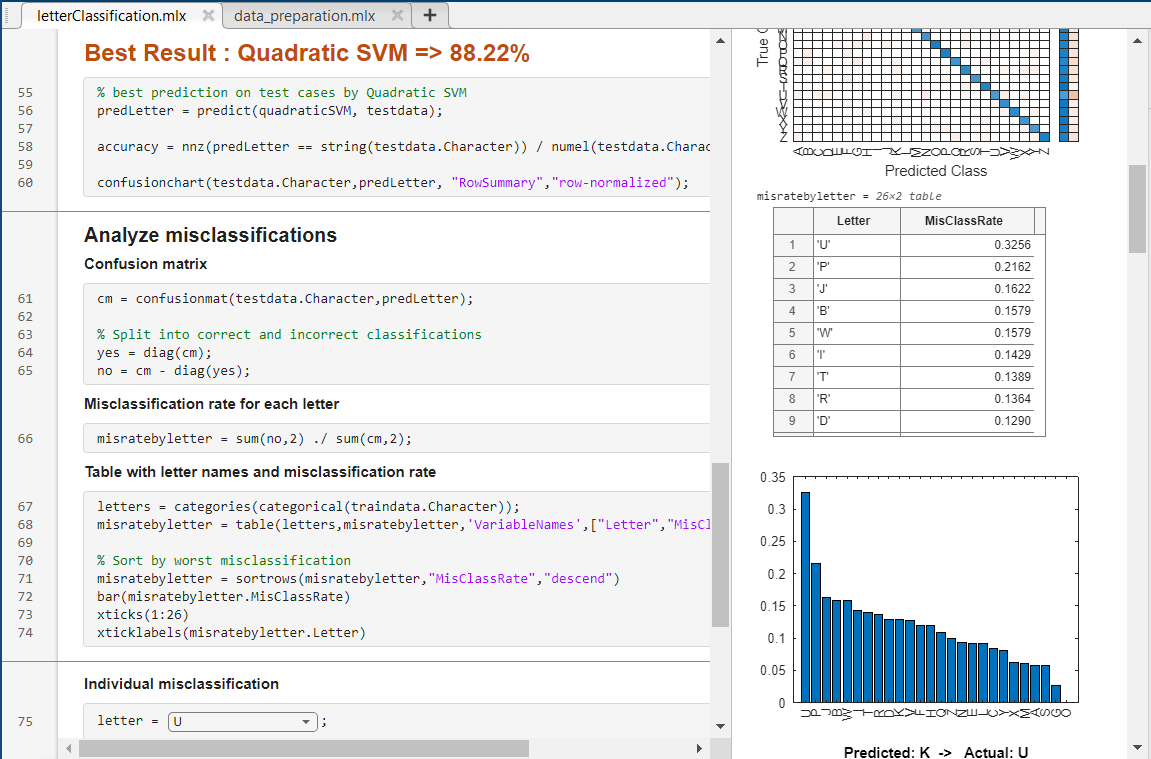 letterClassification.mlx
data_preparation.mlx
Best Result : Quadratic SVM => 88.22%
55 % best prediction on test cases by Quadratic SVM
56 predLetter = predict(quadraticSVM, testdata);
57
58 accuracy = nnz(predLetter == string(testdata.Character)) / numel(testdata.Charac
59
60 confusionchart(testdata.Character,predLetter, "RowSummary","row-normalized");
Analyze misclassifications
Confusion matrix
61 cm = confusionmat(testdata.Character,predLetter);
62
63 % Split into correct and incorrect classifications
64 yes = diag(cm);
65 no = cm - diag(yes);
Misclassification rate for each letter
66 misratebyletter = sum(no,2) ./ sum(cm,2);
Table with letter names and misclassification rate
67 letters = categories(categorical(traindata.Character));
68 misratebyletter = table(letters,misratebyletter,'VariableNames',["Letter","MisCl
69
70 % Sort by worst misclassification
71 misratebyletter = sortrows(misratebyletter,"MisClassRate","descend")
72 bar(misratebyletter.MisClassRate)
73 xticks(1:26)
74 xticklabels(misratebyletter.Letter)
Individual misclassification
75 letter = U ;
True C
Predicted Class
misratebyletter = 26×2 table
Letter MisClassRate
1 'U' 0.3256
2 'P' 0.2162
3 'J' 0.1622
4 'B' 0.1579
5 'W' 0.1579
6 'I' 0.1429
7 'T' 0.1389
8 'R' 0.1364
9 'D' 0.1290
0.35
0.3
0.25
0.2
0.15
0.1
0.05
0
U P J B W I T R D K V F H Q Z N E L C Y X M A S G O
Predicted: K -> Actual: U